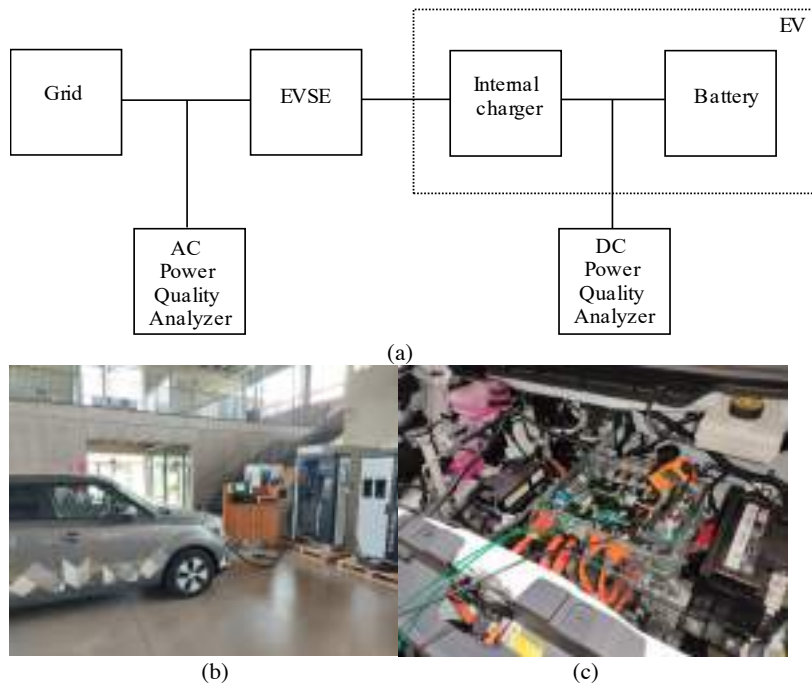 EV
Grid
EVSE
Internal
charger
Battery
AC
Power
Quality
Analyzer
DC
Power
Quality
Analyzer
(a)
(b)
(c)